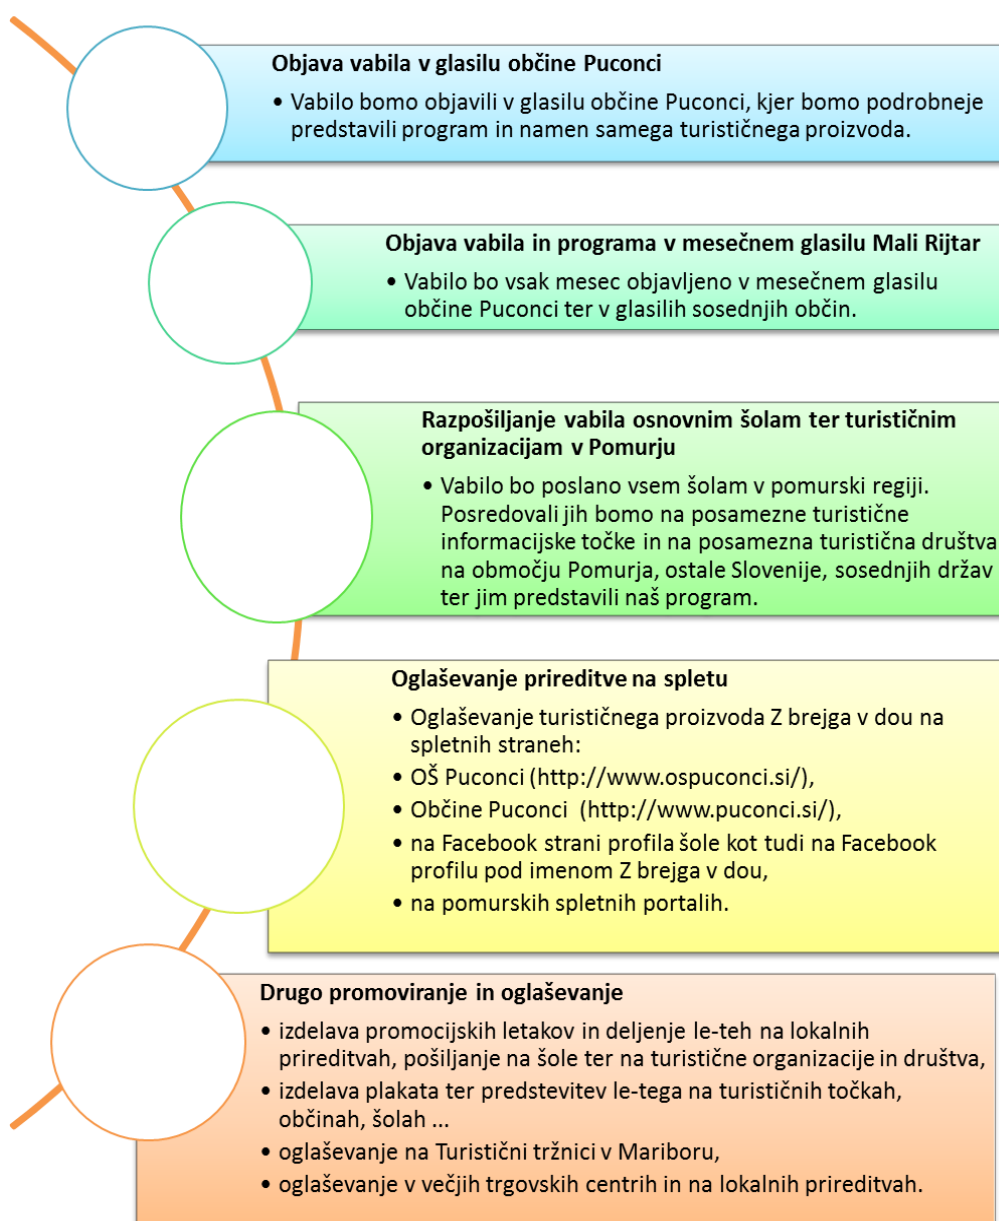 Objava vabila v glasilu občine Puconci
• Vabilo bomo objavili v glasilu občine Puconci, kjer bomo podrobneje
predstavili program in namen samega turističnega proizvoda.
Objava vabila in programa v mesečnem glasilu Mali Rijtar
• Vabilo bo vsak mesec objavljeno v mesečnem glasilu
občine Puconci ter v glasilih sosednjih občin.
Razpošiljanje vabila osnovnim šolam ter turističnim
organizacijam v Pomurju
• Vabilo bo poslano vsem šolam v pomurski regiji.
Posredovali jih bomo na posamezne turistične
informacijske točke in na posamezna turistična društva
na območju Pomurja, ostale Slovenije, sosednjih držav
ter jim predstavili naš program.
Oglaševanje prireditve na spletu
• Oglaševanje turističnega proizvoda Z brejga v dou na
spletnih straneh:
• OŠ Puconci (http://www.ospuconci.si/),
• Občine Puconci (http://www.puconci.si/),
• na Facebook strani profila šole kot tudi na Facebook
profilu pod imenom Z brejga v dou,
• na pomurskih spletnih portalih.
Drugo promoviranje in oglaševanje
• izdelava promocijskih letakov in deljenje le-teh na lokalnih
prireditvah, pošiljanje na šole ter na turistične organizacije in društva,
• izdelava plakata ter predstevitev le-tega na turističnih točkah,
občinah, šolah ...
• oglaševanje na Turistični tržnici v Mariboru,
• oglaševanje v večjih trgovskih centrih in na lokalnih prireditvah.